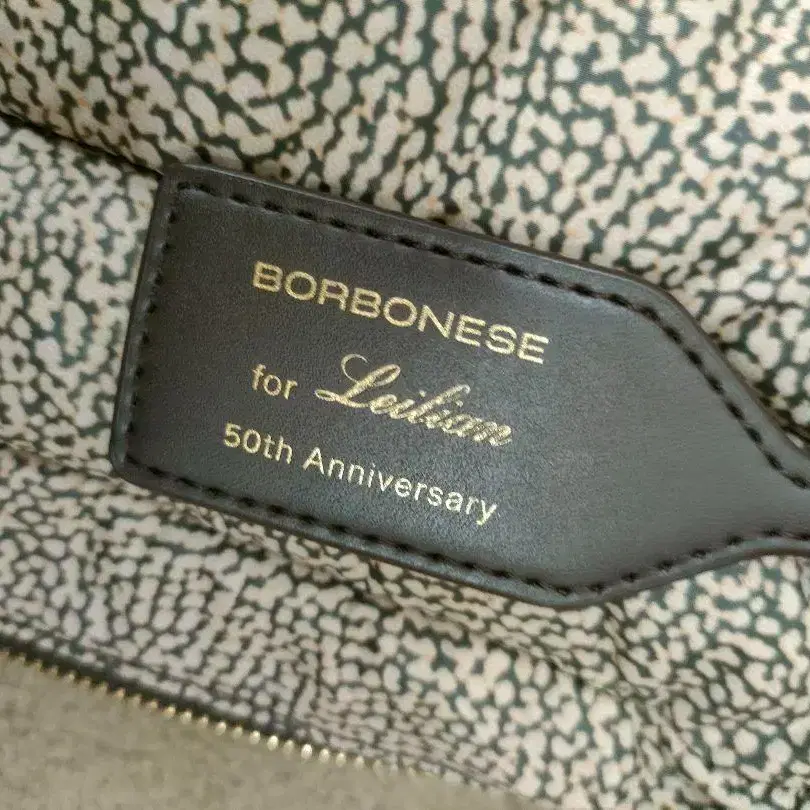 BORBONESE
for Leilian
50th Anniversary